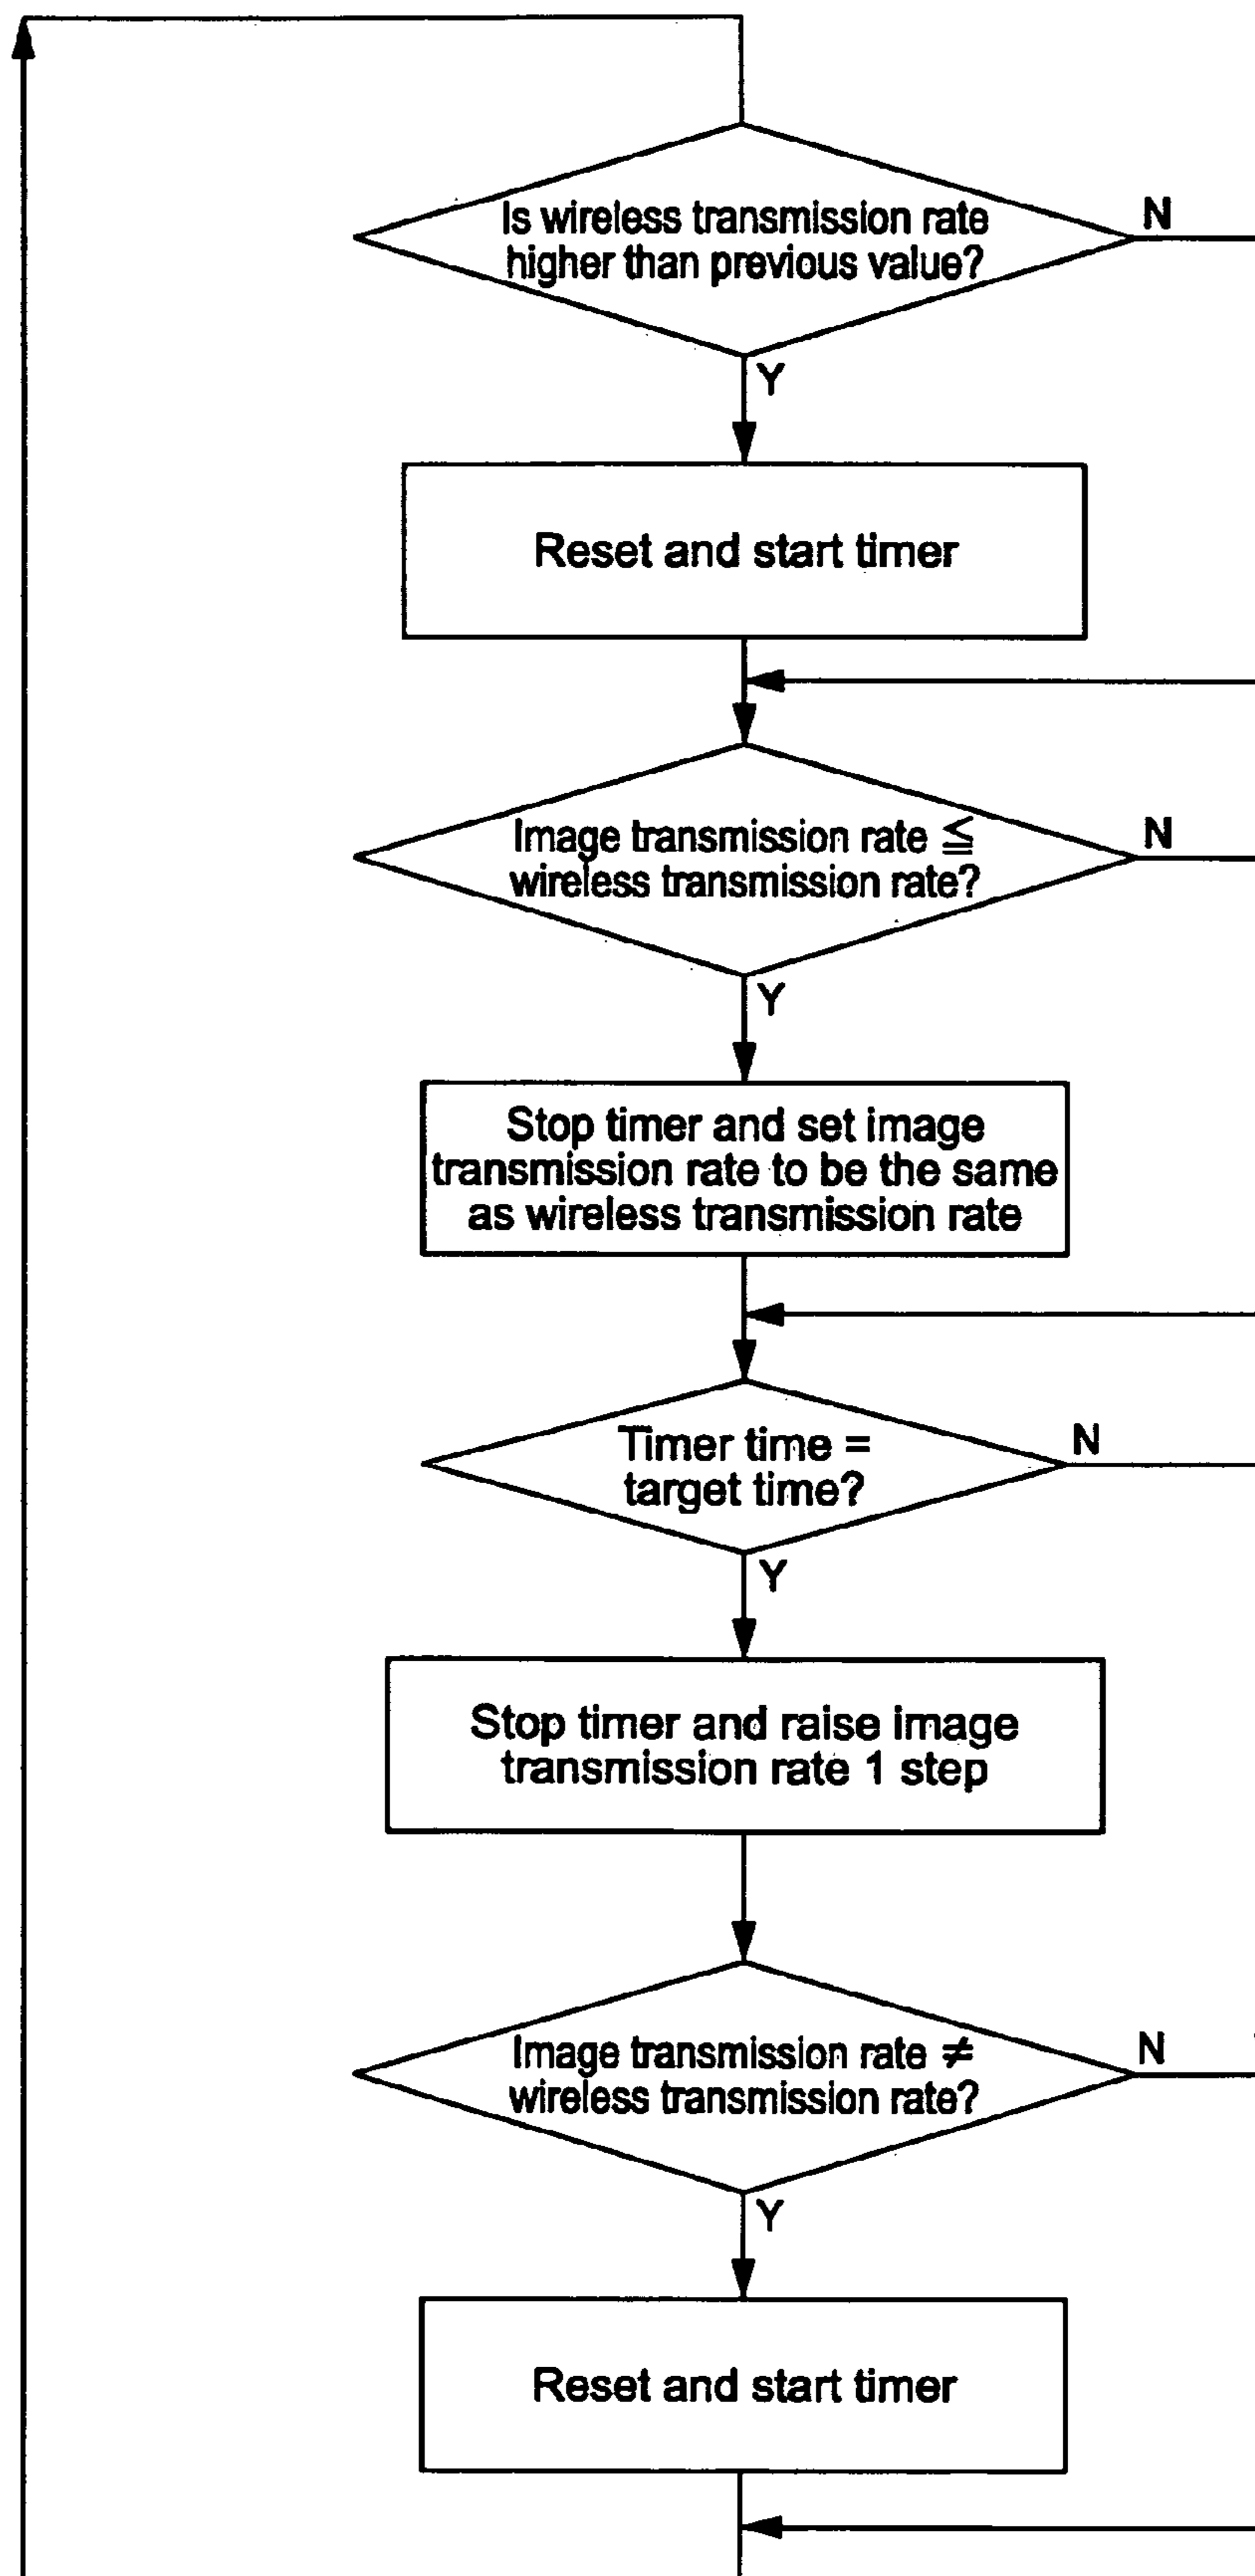 Is wireless transmission rate
higher than previous value?
N
Y
Reset and start timer
Image transmission rate ≦
wireless transmission rate?
N
Y
Stop timer and set image
transmission rate to be the same
as wireless transmission rate
Timer time =
target time?
N
Y
Stop timer and raise image
transmission rate 1 step
Image transmission rate ≠
wireless transmission rate?
N
Y
Reset and start timer